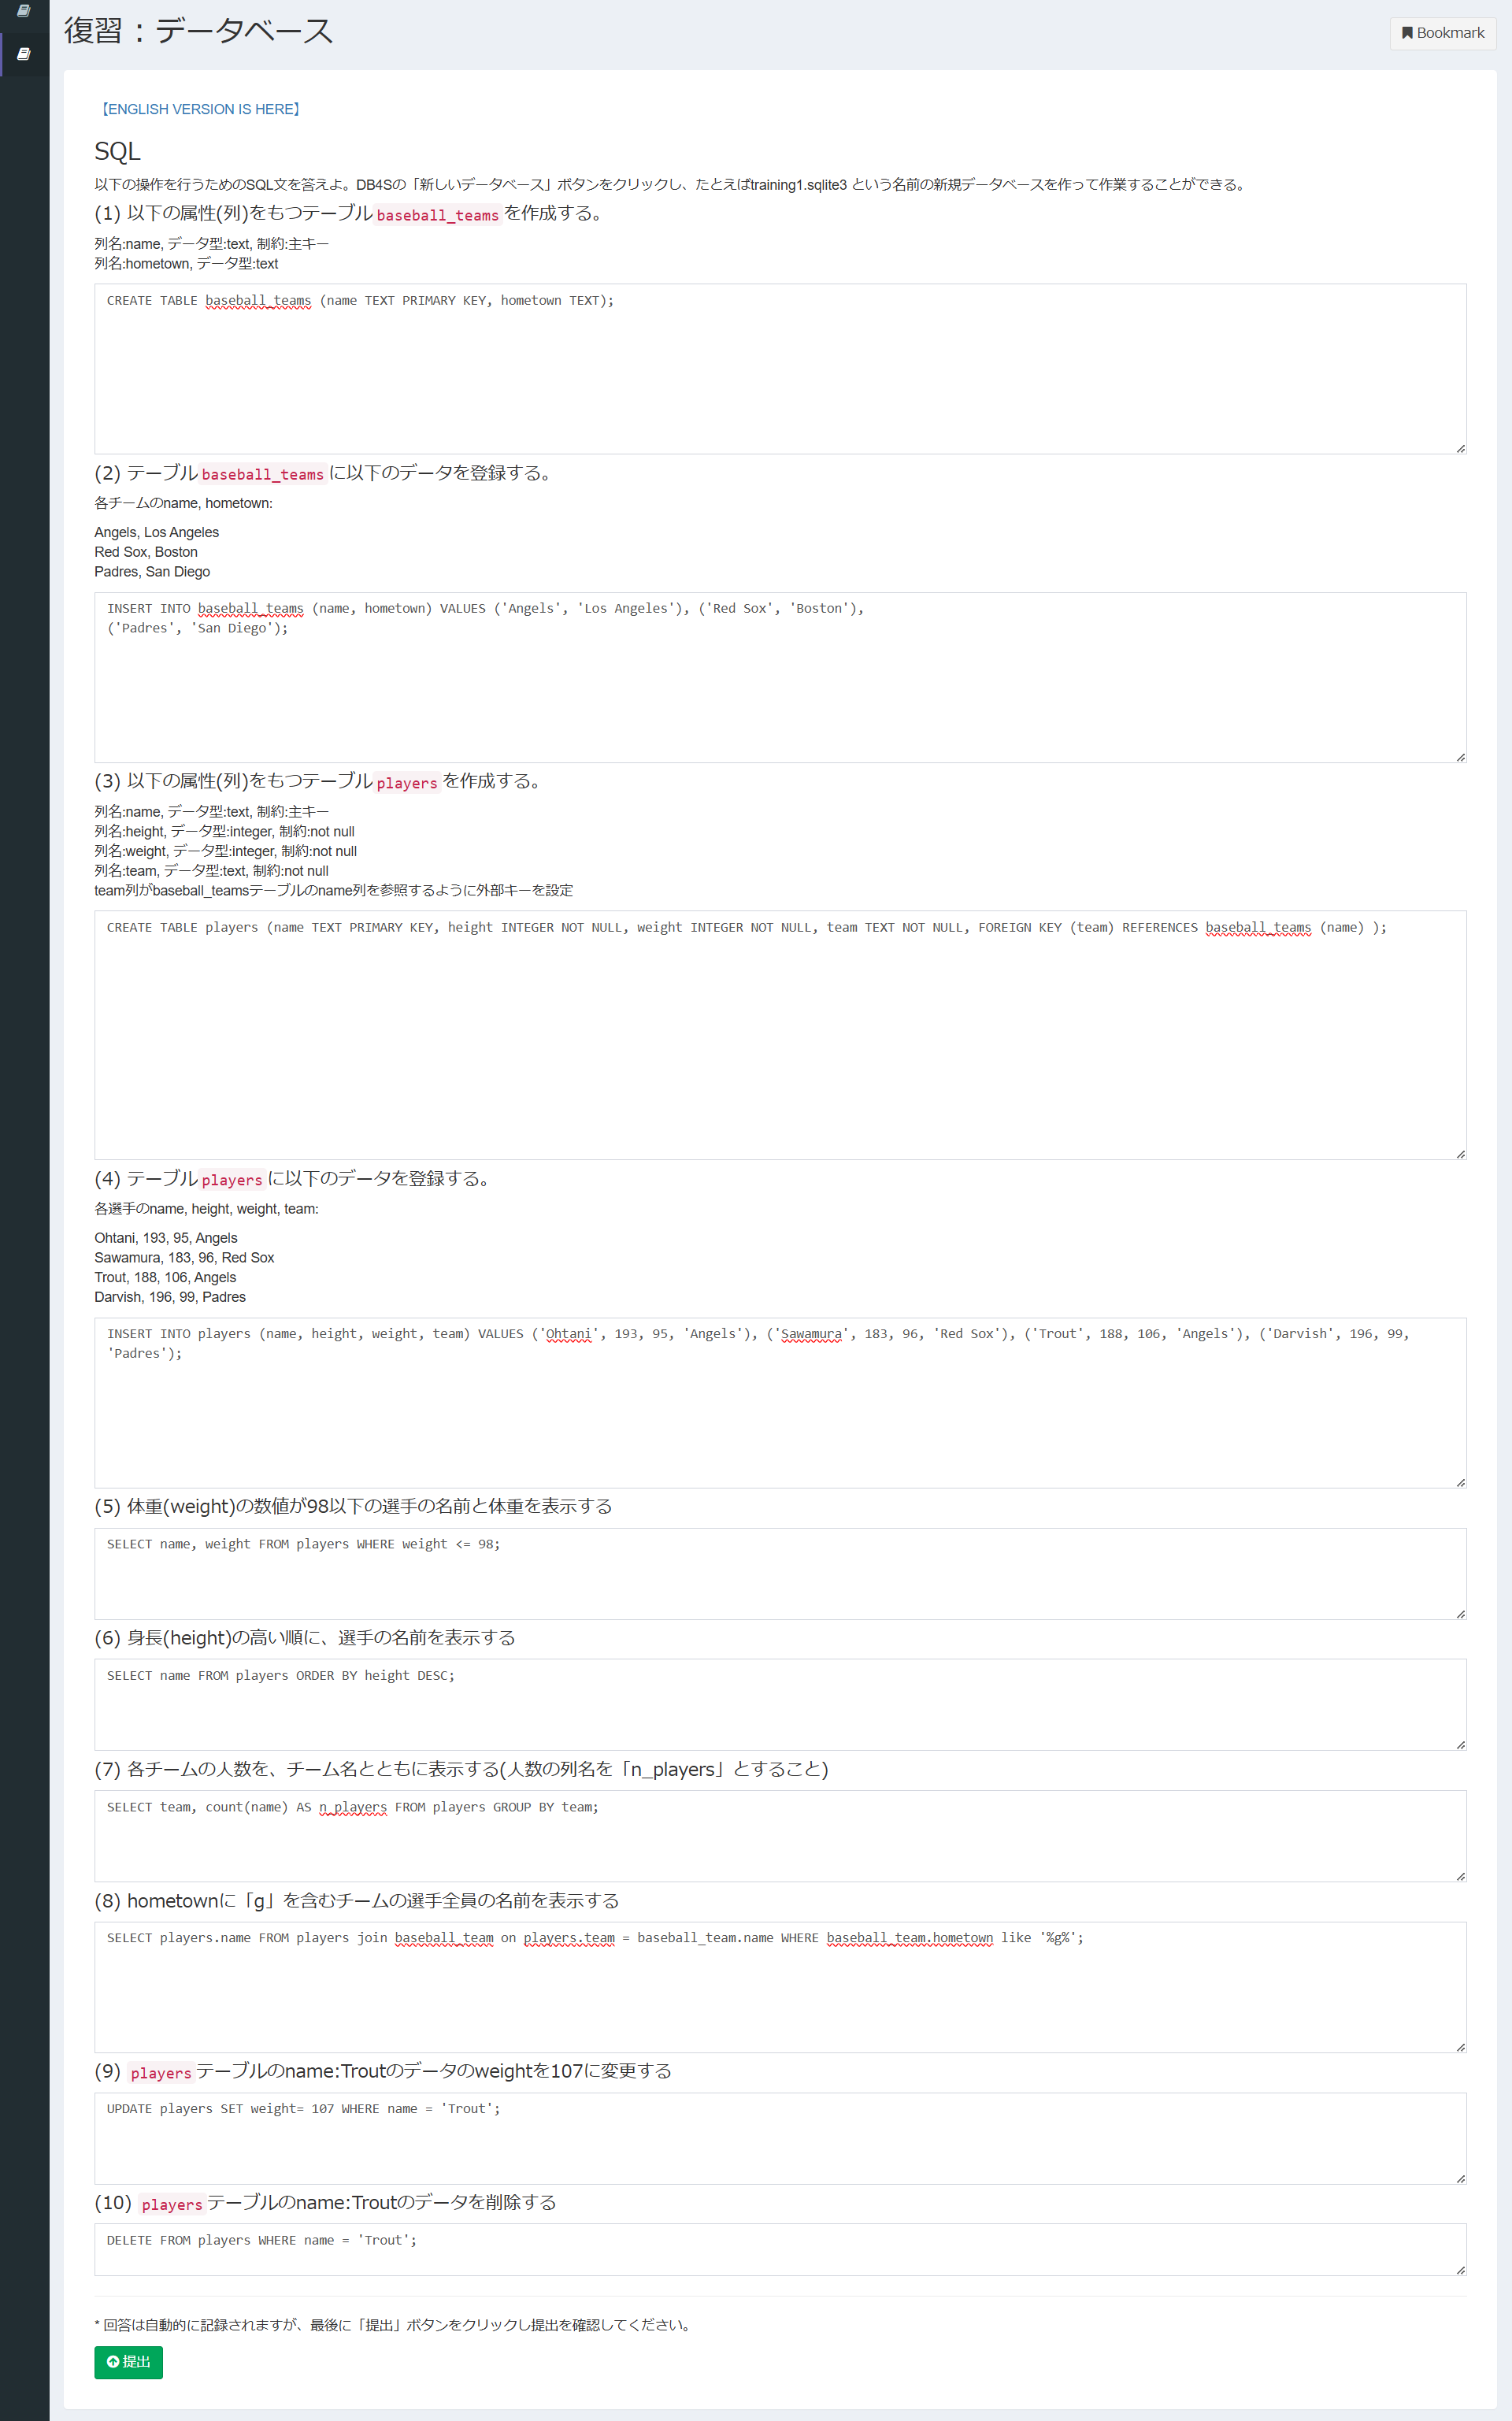 復習：データベース
Bookmark
【ENGLISH VERSION IS HERE】
SQL
以下の操作を行うためのSQL文を答えよ。DB4Sの「新しいデータベース」ボタンをクリックし、たとえばtraining1.sqlite3 という名前の新規データベースを作って作業することができる。
(1) 以下の属性(列)をもつテーブル baseball_teams を作成する。
列名:name, データ型:text, 制約:主キー
列名:hometown, データ型:text
CREATE TABLE baseball_teams (name TEXT PRIMARY KEY, hometown TEXT);
(2) テーブル baseball_teams に以下のデータを登録する。
各チームのname, hometown:
Angels, Los Angeles
Red Sox, Boston
Padres, San Diego
INSERT INTO baseball_teams (name, hometown) VALUES ('Angels', 'Los Angeles'), ('Red Sox', 'Boston'),
('Padres', 'San Diego');
(3) 以下の属性(列)をもつテーブル players を作成する。
列名:name, データ型:text, 制約:主キー
列名:height, データ型:integer, 制約:not null
列名:weight, データ型:integer, 制約:not null
列名:team, データ型:text, 制約:not null
team列がbaseball_teamsテーブルのname列を参照するように外部キーを設定
CREATE TABLE players (name TEXT PRIMARY KEY, height INTEGER NOT NULL, weight INTEGER NOT NULL, team TEXT NOT NULL, FOREIGN KEY (team) REFERENCES baseball_teams (name) );
(4) テーブル players に以下のデータを登録する。
各選手のname, height, weight, team:
Ohtani, 193, 95, Angels
Sawamura, 183, 96, Red Sox
Trout, 188, 106, Angels
Darvish, 196, 99, Padres
INSERT INTO players (name, height, weight, team) VALUES ('Ohtani', 193, 95, 'Angels'), ('Sawamura', 183, 96, 'Red Sox'), ('Trout', 188, 106, 'Angels'), ('Darvish', 196, 99,
'Padres');
(5) 体重(weight)の数値が98以下の選手の名前と体重を表示する
SELECT name, weight FROM players WHERE weight <= 98;
(6) 身長(height)の高い順に、選手の名前を表示する
SELECT name FROM players ORDER BY height DESC;
(7) 各チームの人数を、チーム名とともに表示する(人数の列名を「n_players」とすること)
SELECT team, count(name) AS n_players FROM players GROUP BY team;
(8) hometownに「g」を含むチームの選手全員の名前を表示する
SELECT players.name FROM players join baseball_team on players.team = baseball_team.name WHERE baseball_team.hometown like '%g%';
(9) players テーブルのname:Troutのデータのweightを107に変更する
UPDATE players SET weight= 107 WHERE name = 'Trout';
(10) players テーブルのname:Troutのデータを削除する
DELETE FROM players WHERE name = 'Trout';
* 回答は自動的に記録されますが、最後に「提出」ボタンをクリックし提出を確認してください。
提出